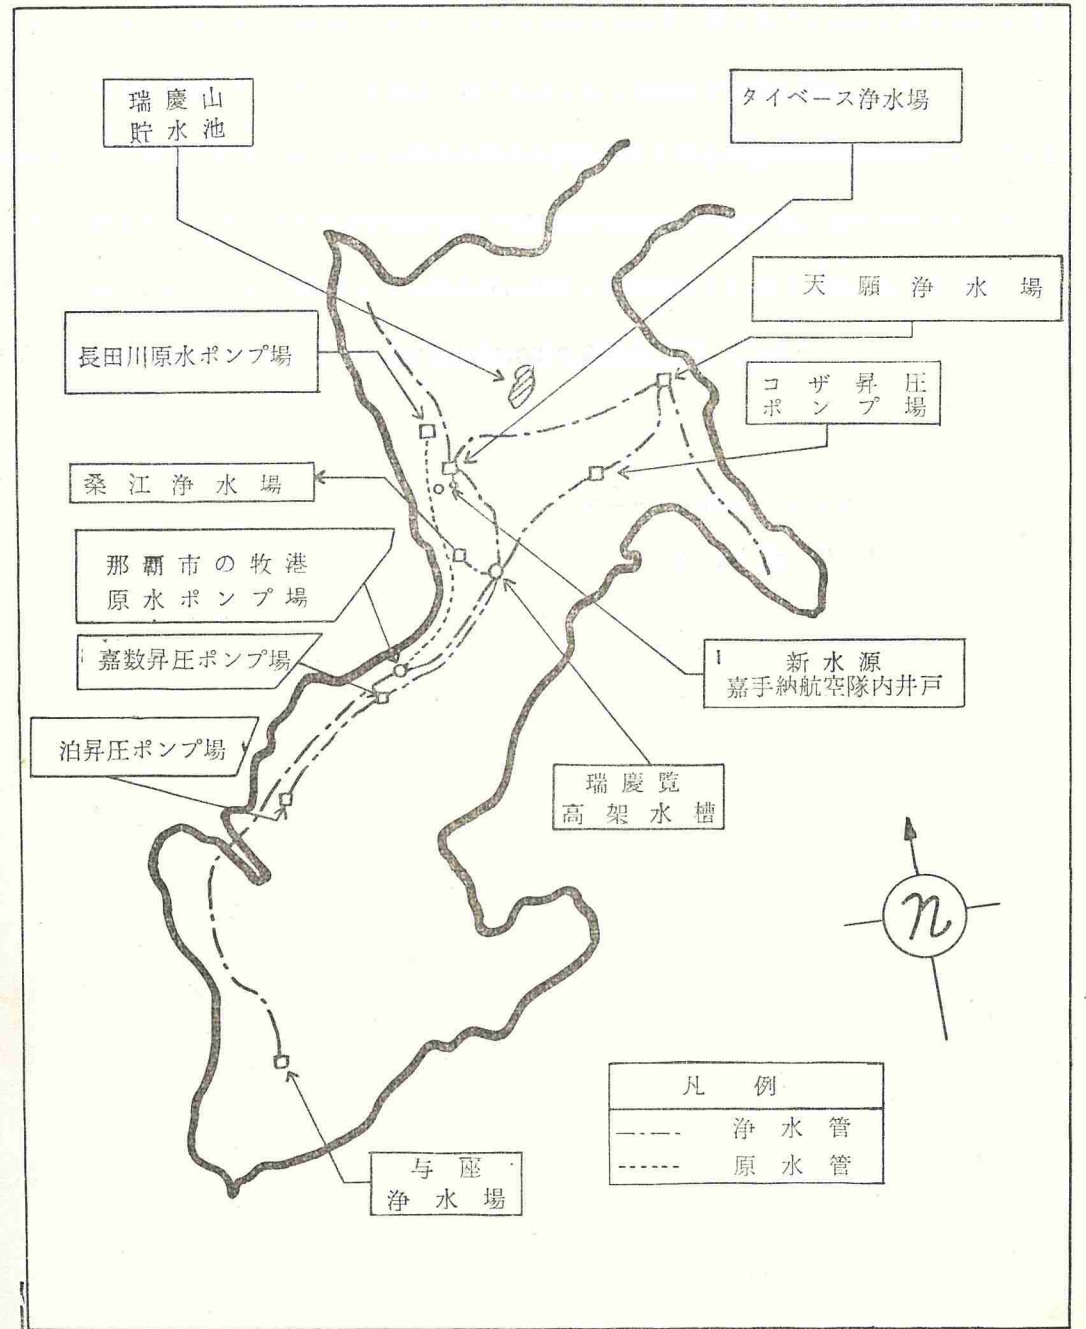 瑞慶山
貯水池
タイベース浄水場
天願浄水場
長田川原水ポンプ場
コザ昇圧
ポンプ場
桑江浄水場
那覇市の牧港
原水ポンプ場
嘉数昇圧ポンプ場
新水源
嘉手納航空隊内井戸
泊昇圧ポンプ場
瑞慶覧
高架水槽
n
凡例
浄水管
原水管
与座
浄水場